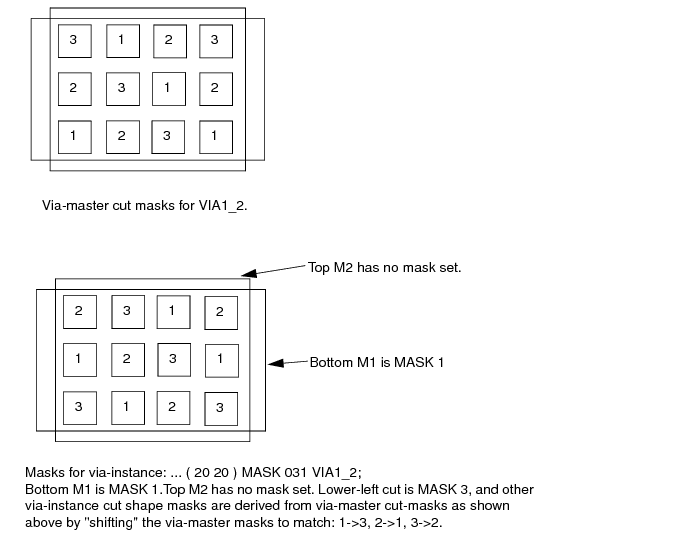 3 1 2 3
2 3 1 2
1 2 3 1
Via-master cut masks for VIA1_2.
Top M2 has no mask set.
2 3 1 2
1 2 3 1
Bottom M1 is MASK 1
3 1 2 3
Masks for via-instance: ... ( 20 20 ) MASK 031 VIA1_2;
Bottom M1 is MASK 1.Top M2 has no mask set. Lower-left cut is MASK 3, and other
via-instance cut shape masks are derived from via-master cut-masks as shown
above by "shifting" the via-master masks to match: 1->3, 2->1, 3->2.